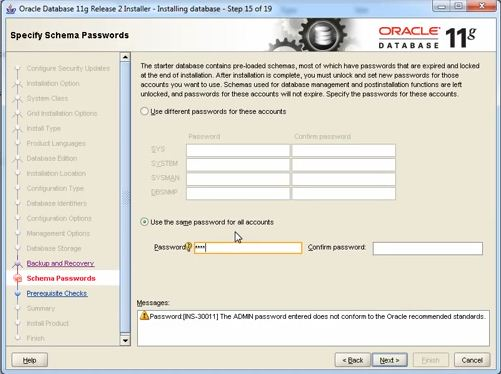 Oracle Database 11g Release 2 Installer - Installing database - Step 15 of 19
Specify Schema Passwords
ORACLE
DATABASE 11g
Configure Security Updates
Installation Option
System Class
Grid Installation Options
Install Type
Product Languages
Database Edition
Installation Location
Configuration Type
Database Identifiers
Configuration Options
Management Options
Database Storage
Backup and Recovery
Schema Passwords
Prerequisite Checks
Summary
Install Product
Finish
The starter database contains pre-loaded schemas, most of which have passwords that are expired and locked
at the end of installation. After installation is complete, you must unlock and set new passwords for those
accounts you want to use. Schemas used for database management and postinstallation functions are left
unlocked, and passwords for these accounts will not expire. Specify the passwords for these accounts.
Use different passwords for these accounts
Password Confirm password
SYS
SYSTEM
SYSMAN
DBSNMP
Use the same password for all accounts
Password: **** Confirm password:
Messages:
Password:[INS-30011] The ADMIN password entered does not conform to the Oracle recommended standards.
Help
< Back Next > Finish Cancel